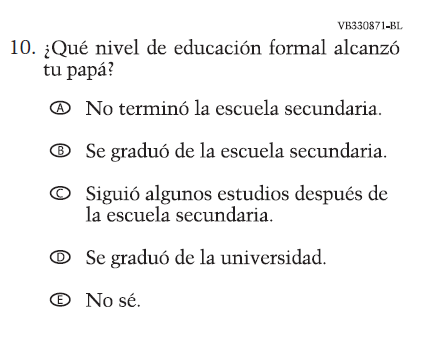 VB330871-BL
10. ¿Qué nivel de educación formal alcanzó
tu papá?
A No terminó la escuela secundaria.
B Se graduó de la escuela secundaria.
C Siguió algunos estudios después de
la escuela secundaria.
D Se graduó de la universidad.
E No sé.